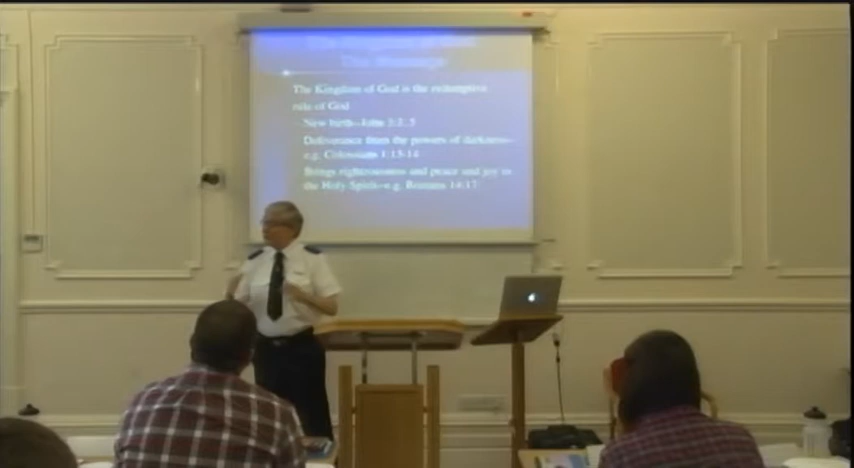 The Message
The Kingdom of God is the redemptive
rule of God
New birth--John 3:3..5
Deliverance from the powers of darkness--
e.g. Colossians 1:13-14
Brings righteousness and peace and joy in
the Holy Spirit--e.g. Romans 14:17